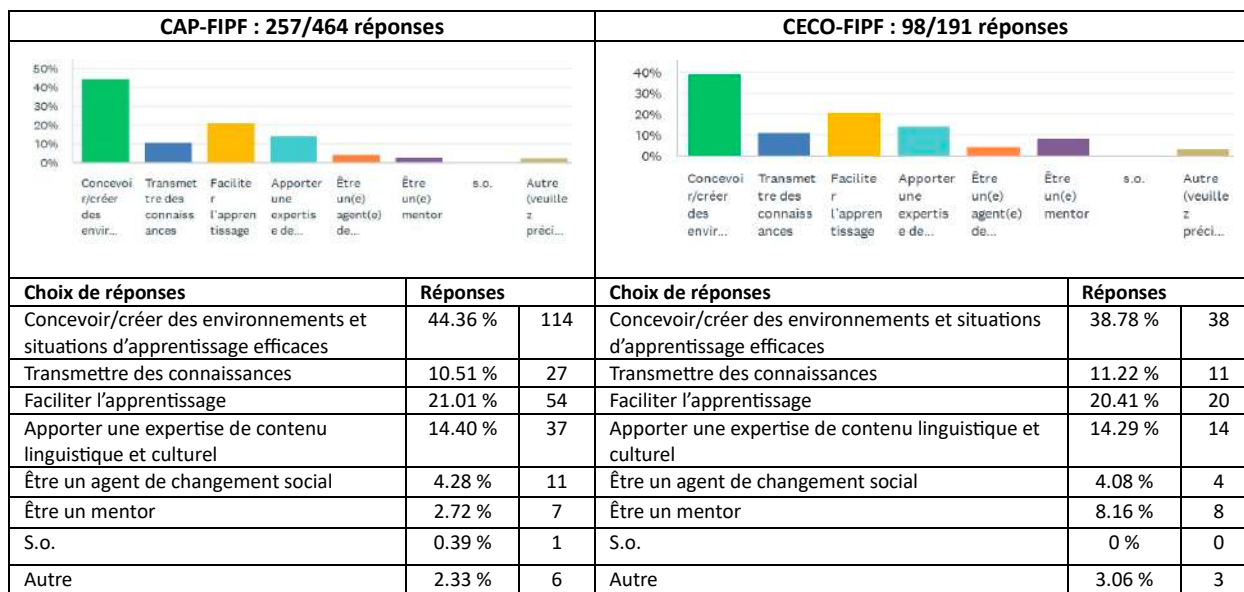 CAP-FIPF : 257/464 réponses
50%
40%
30%
20%
10%
0%
Concevoi Transmet Facilite Apporter Être Être s.o. Autre
r/créer tre des r une un(e) un(e) (veuille
des connaiss l'appren expertis agent(e) mentor z
envir... ances tissage e de... de... préci...
CECO-FIPF : 98/191 réponses
40%
30%
20%
10%
0%
Concevoi Transmet Facilite Apporter Être Être s.o. Autre
r/créer tre des r une un(e) un(e) (veuille
des connaiss l'appren expertis agent(e) mentor z
envir... ances tissage e de... de... préci...
Choix de réponses Réponses
Concevoir/créer des environnements et
situations d'apprentissage efficaces 44.36 % 114
Transmettre des connaissances 10.51 % 27
Faciliter l'apprentissage 21.01 % 54
Apporter une expertise de contenu
linguistique et culturel 14.40 % 37
Être un agent de changement social 4.28 % 11
Être un mentor 2.72 % 7
S.o. 0.39 % 1
Autre 2.33 % 6
Choix de réponses Réponses
Concevoir/créer des environnements et situations
d'apprentissage efficaces 38.78 % 38
Transmettre des connaissances 11.22 % 11
Faciliter l'apprentissage 20.41 % 20
Apporter une expertise de contenu linguistique et
culturel 14.29 % 14
Être un agent de changement social 4.08 % 4
Être un mentor 8.16 % 8
S.o. 0 % 0
Autre 3.06 % 3